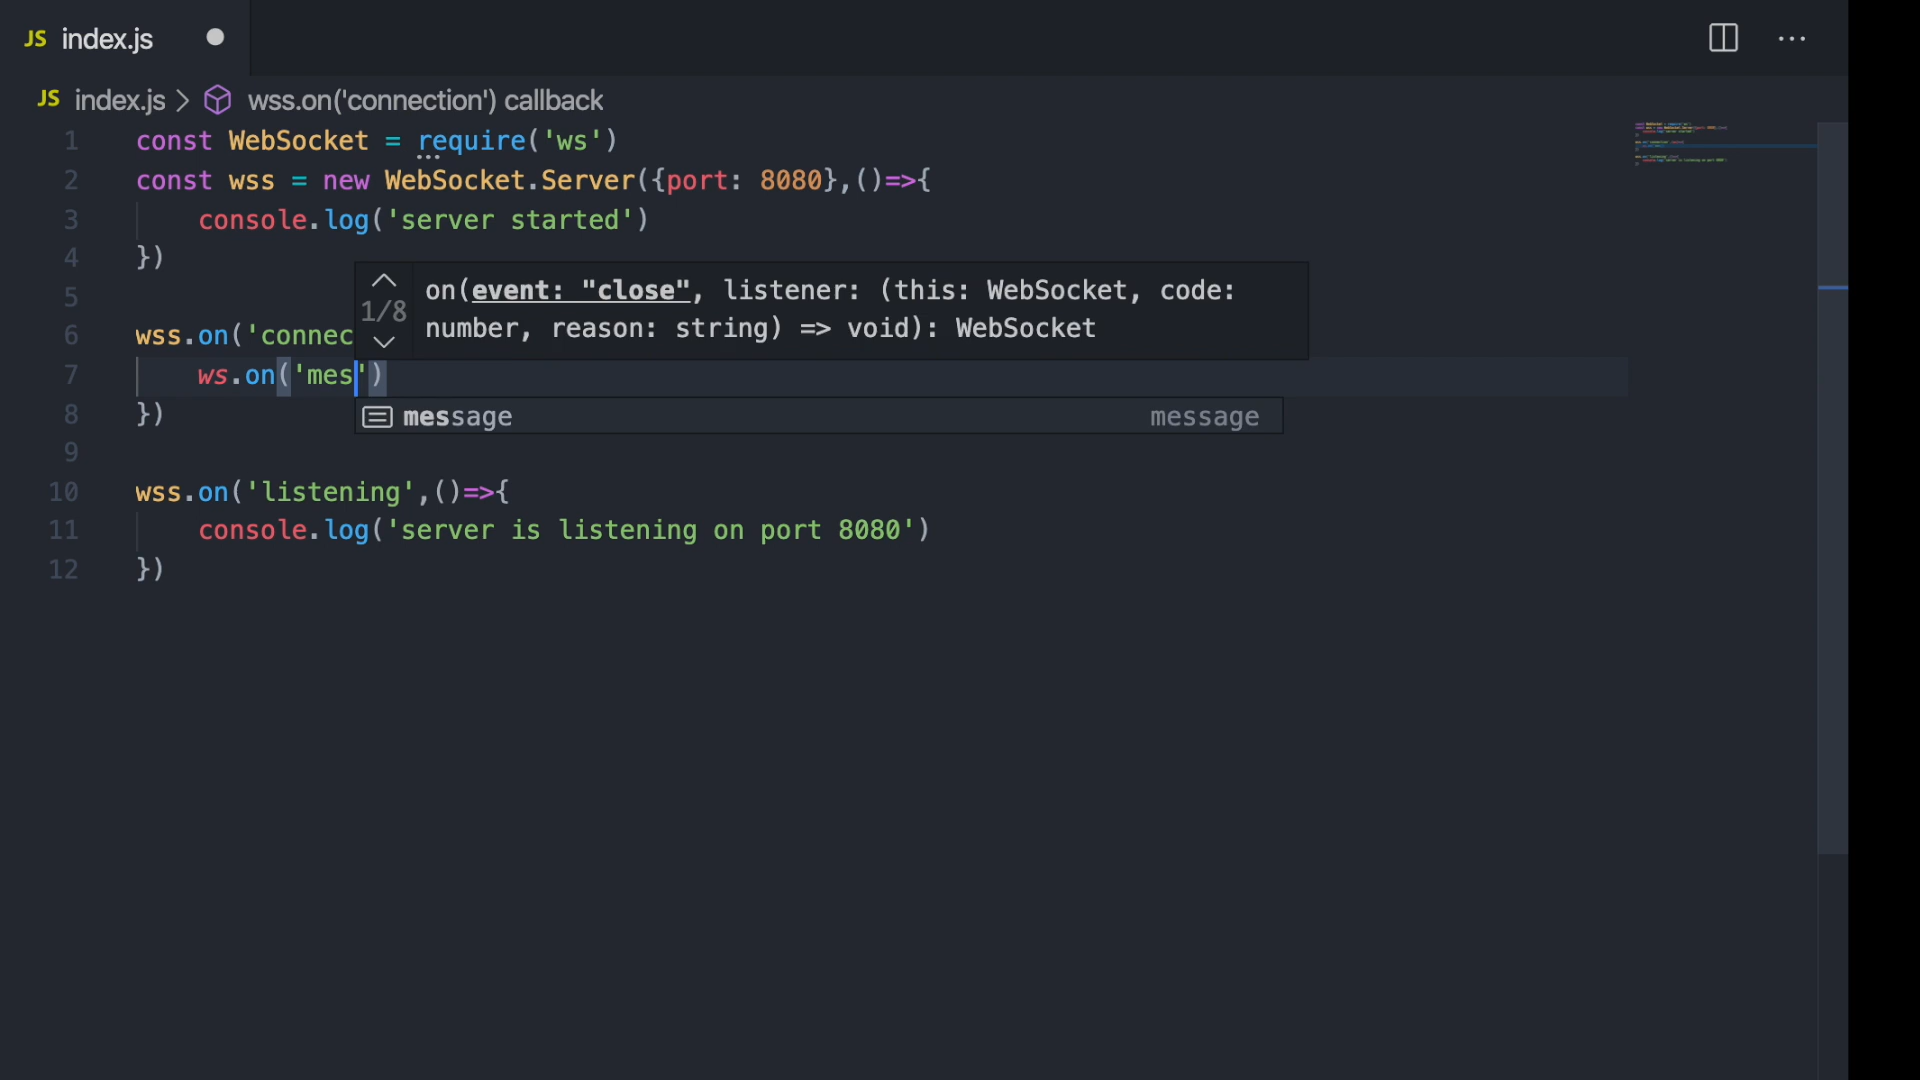 JS index.js
JS index.js > wss.on('connection') callback
1 const WebSocket = require('ws')
2 const wss = new WebSocket.Server({port: 8080},()=>{
3 console.log('server started')
4 })
5
on(event: "close", listener: (this: WebSocket, code:
1/8
number, reason: string) => void): WebSocket
6 wss.on('connec
7 ws.on('mes')
8 })
message message
9
10 wss.on('listening',()=>{
11 console.log('server is listening on port 8080')
12 })